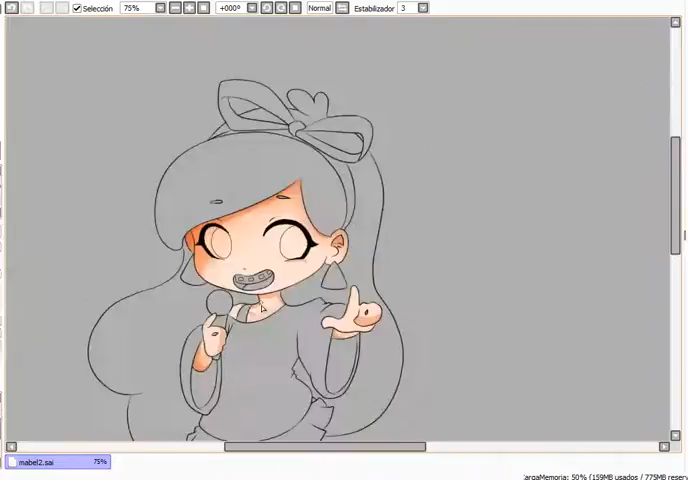 Selección 75% +000° Normal Estabilizador 3
mabel2.sai 75%
CargaMemoria: 50% (159MB usados / 775MB reserv